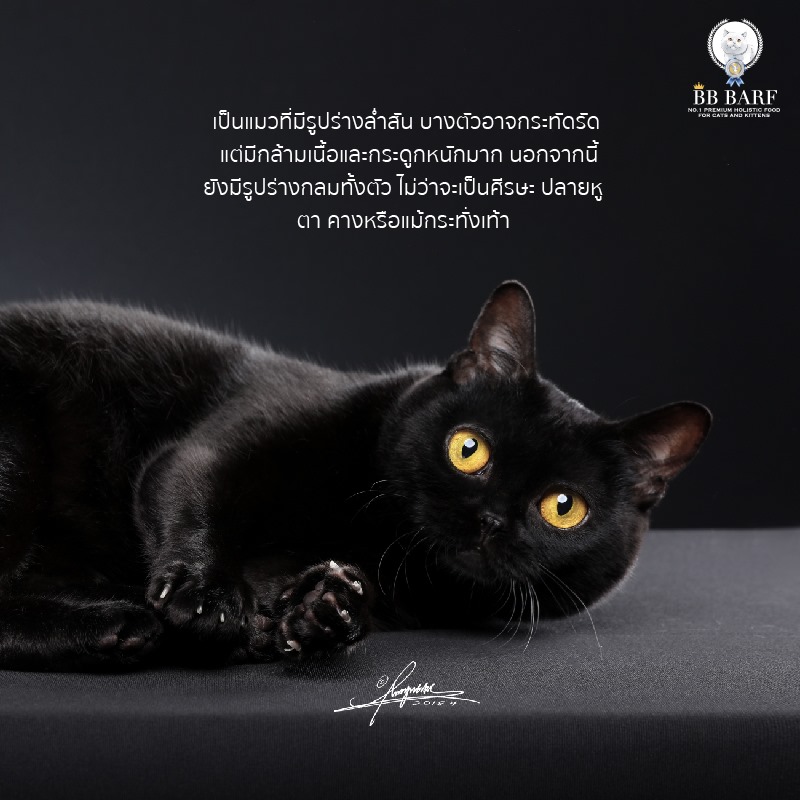 BB BARF
NO.1 PREMIUM HOLISTIC FOOD
FOR CATS AND KITTENS
เป็นแมวที่มีรูปร่างล่ำสัน บางตัวอาจกระทัดรัด
แต่มีกล้ามเนื้อและกระดูกหนักมาก นอกจากนี้
ยังมีรูปร่างกลมทั้งตัว ไม่ว่าจะเป็นศีรษะ ปลายหู
ตา คางหรือแม้กระทั่งเท้า